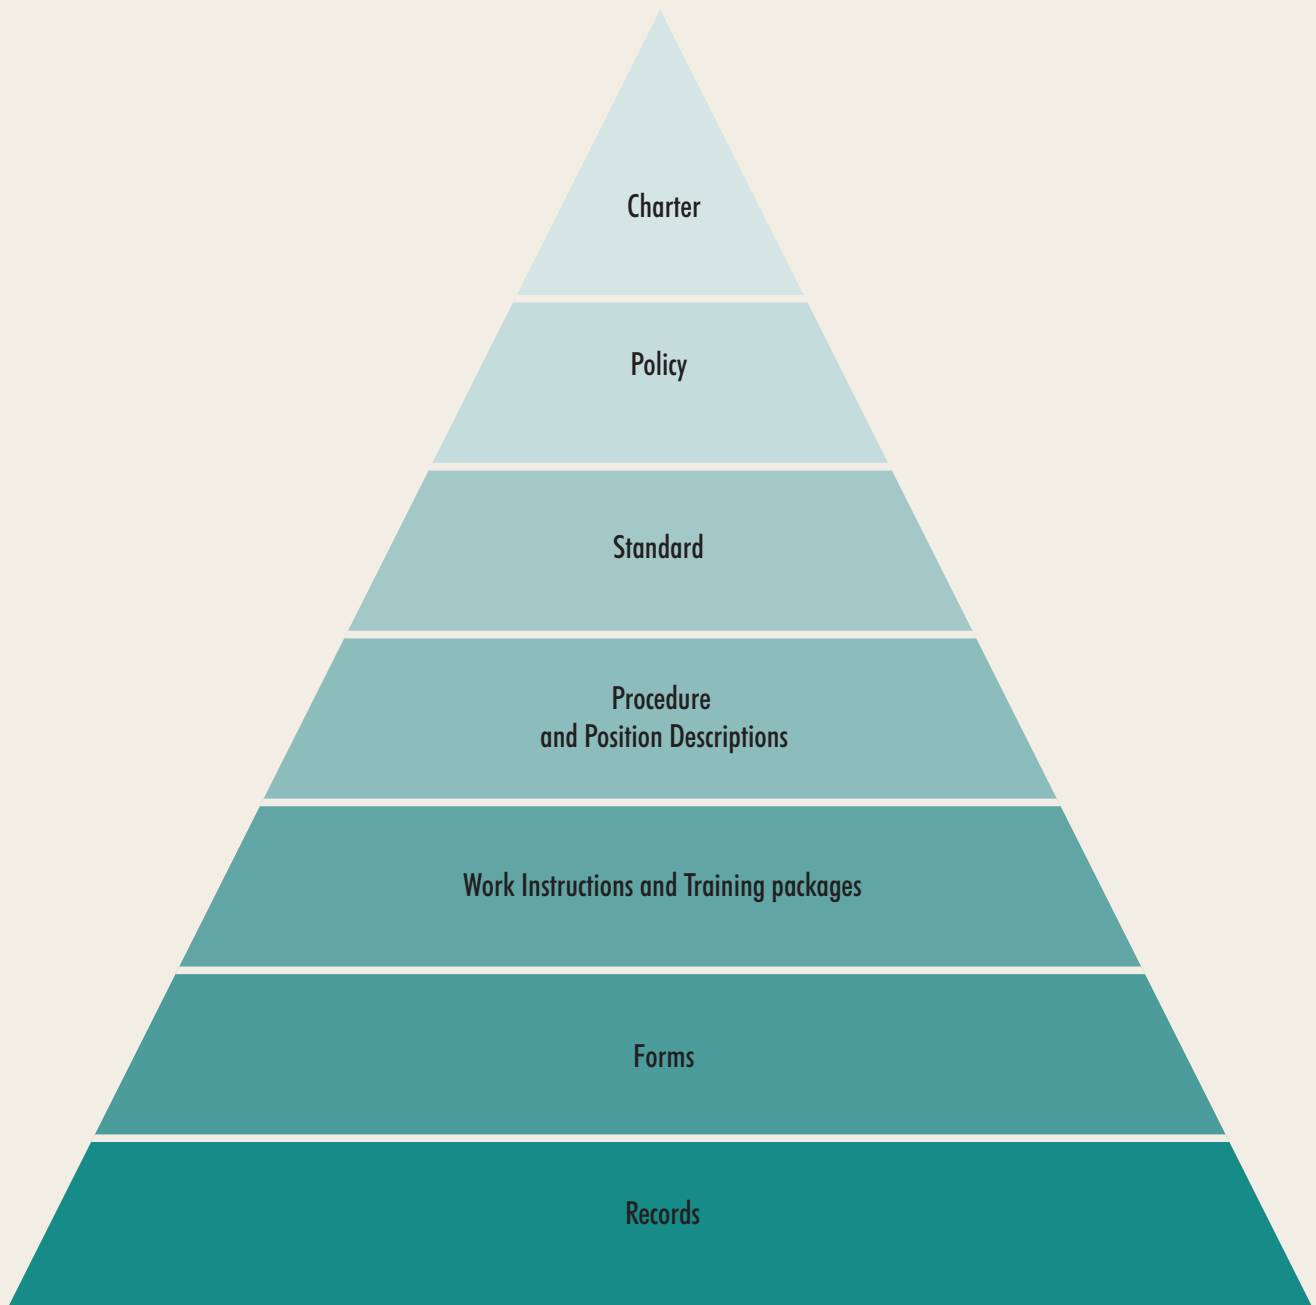 Charter
Policy
Standard
Procedure
and Position Descriptions
Work Instructions and Training packages
Forms
Records